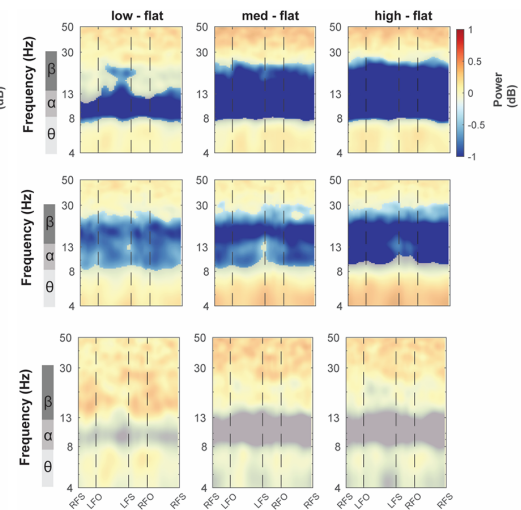 low - flat med - flat high - flat
50 50 50 1
30 30 30
0.5
β
13 13 13 0
α
8 8 8 -0.5
θ
4 4 4 -1
Frequency (Hz)
(dB)
Power
(dB)
50 50 50
30 30 30
β
13 13 13
α
8 8 8
θ
4 4 4
Frequency (Hz)
50 50 50
30 30 30
β
13 13 13
α
8 8 8
θ
4 4 4
Frequency (Hz)
RFS LFO LFS RFO RFS RFS LFO LFS RFO RFS RFS LFO LFS RFO RFS